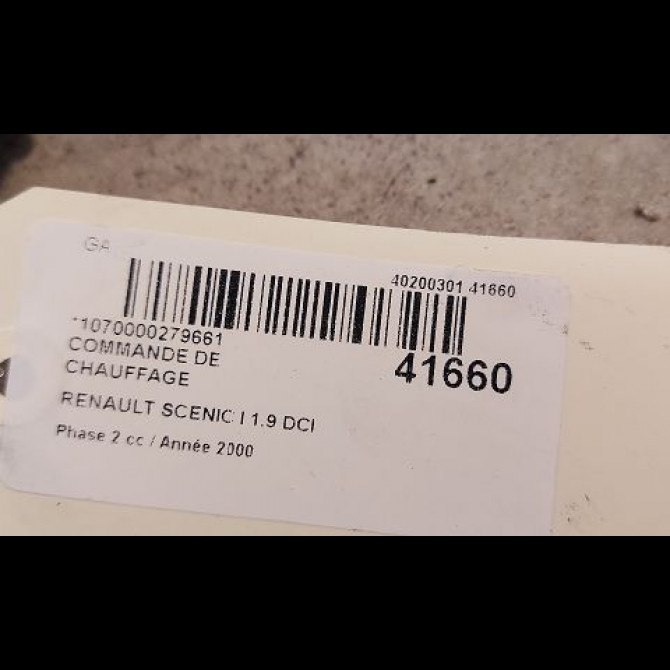 GA
40200301 41660
*1070000279661
41660
COMMANDE DE
CHAUFFAGE
RENAULT SCENIC I 1.9 DCI
Phase 2 cc / Année 2000